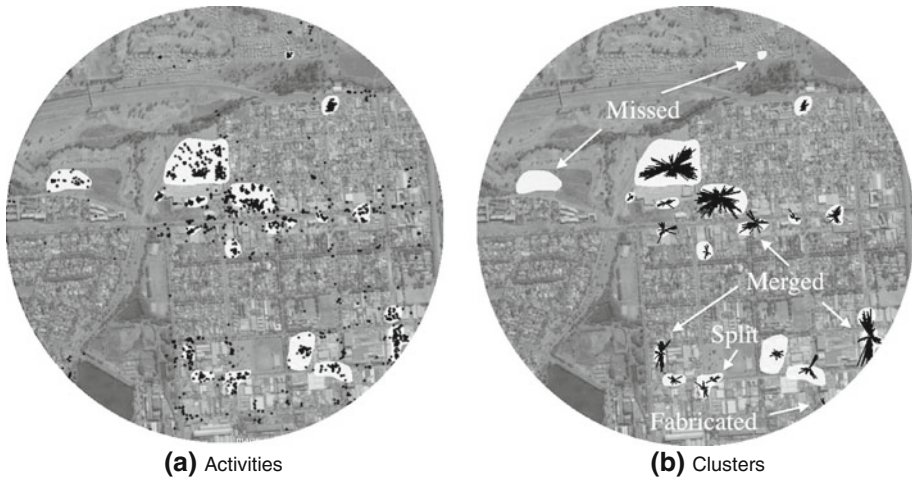 Missed
Merged
Split
Fabricated
(a) Activities
(b) Clusters